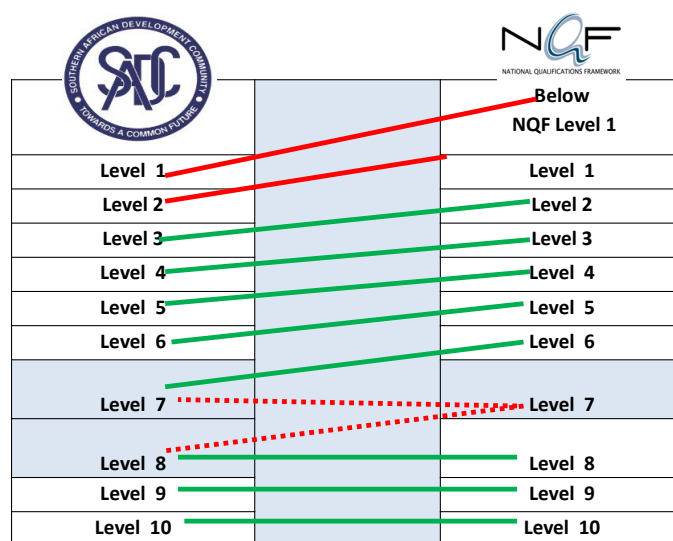 SOUTHERN AFRICAN DEVELOPMENT COMMUNITY
SADC
TOWARDS A COMMON FUTURE
NQF
NATIONAL QUALIFICATIONS FRAMEWORK
Below
NQF Level 1
Level 1 Level 1
Level 2 Level 2
Level 3 Level 3
Level 4 Level 4
Level 5 Level 5
Level 6 Level 6
Level 7 Level 7
Level 8 Level 8
Level 9 Level 9
Level 10 Level 10